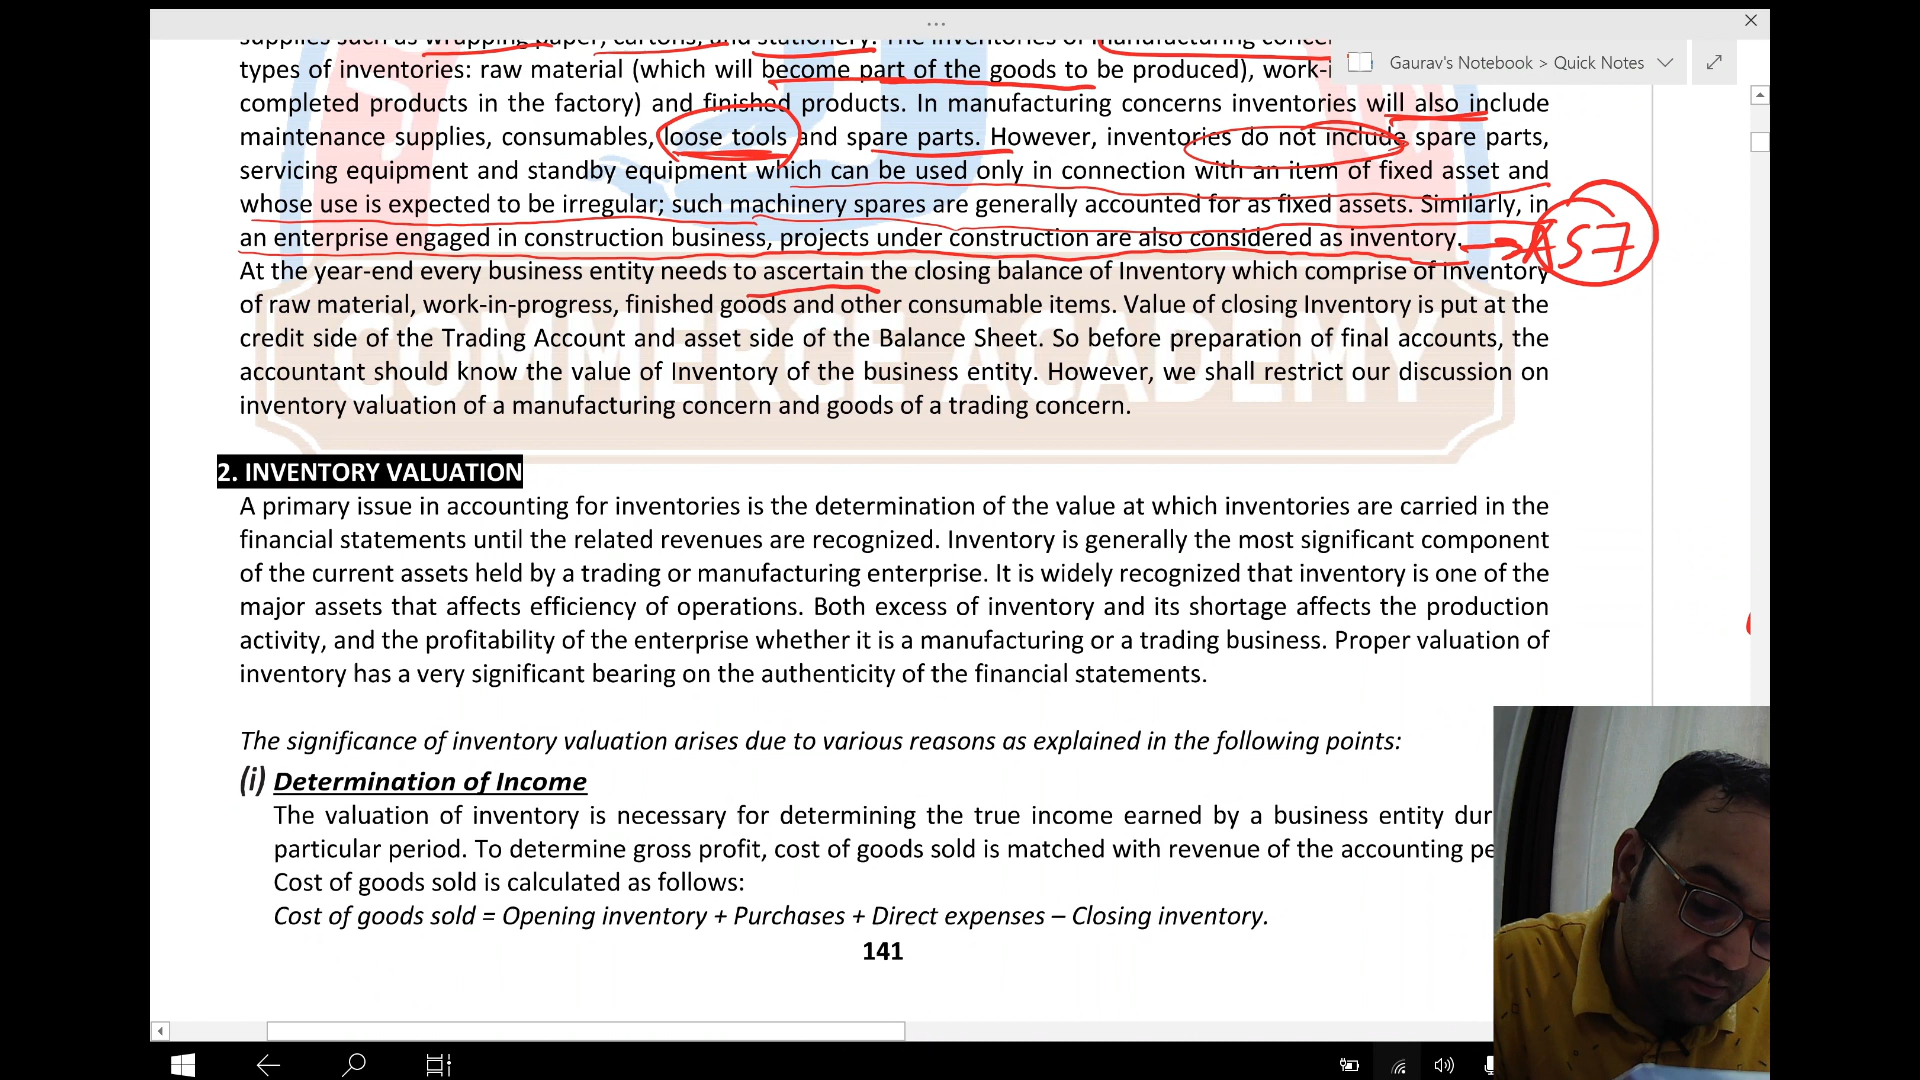 supplies such as wrapping paper, cartons, and stationery. The inventories of manufacturing concer
types of inventories: raw material (which will become part of the goods to be produced), work-i
Gaurav's Notebook > Quick Notes
completed products in the factory) and finished products. In manufacturing concerns inventories will also include
maintenance supplies, consumables, loose tools and spare parts. However, inventories do not include spare parts,
servicing equipment and standby equipment which can be used only in connection with an item of fixed asset and
whose use is expected to be irregular; such machinery spares are generally accounted for as fixed assets. Similarly, in
an enterprise engaged in construction business, projects under construction are also considered as inventory.
AS7
At the year-end every business entity needs to ascertain the closing balance of Inventory which comprise of Inventory
of raw material, work-in-progress, finished goods and other consumable items. Value of closing Inventory is put at the
credit side of the Trading Account and asset side of the Balance Sheet. So before preparation of final accounts, the
accountant should know the value of Inventory of the business entity. However, we shall restrict our discussion on
inventory valuation of a manufacturing concern and goods of a trading concern.
COMMERCE ACADEMY
2. INVENTORY VALUATION
A primary issue in accounting for inventories is the determination of the value at which inventories are carried in the
financial statements until the related revenues are recognized. Inventory is generally the most significant component
of the current assets held by a trading or manufacturing enterprise. It is widely recognized that inventory is one of the
major assets that affects efficiency of operations. Both excess of inventory and its shortage affects the production
activity, and the profitability of the enterprise whether it is a manufacturing or a trading business. Proper valuation of
inventory has a very significant bearing on the authenticity of the financial statements.
The significance of inventory valuation arises due to various reasons as explained in the following points:
(i) Determination of Income
The valuation of inventory is necessary for determining the true income earned by a business entity dur
particular period. To determine gross profit, cost of goods sold is matched with revenue of the accounting pe
Cost of goods sold is calculated as follows:
Cost of goods sold = Opening inventory + Purchases + Direct expenses – Closing inventory.
141